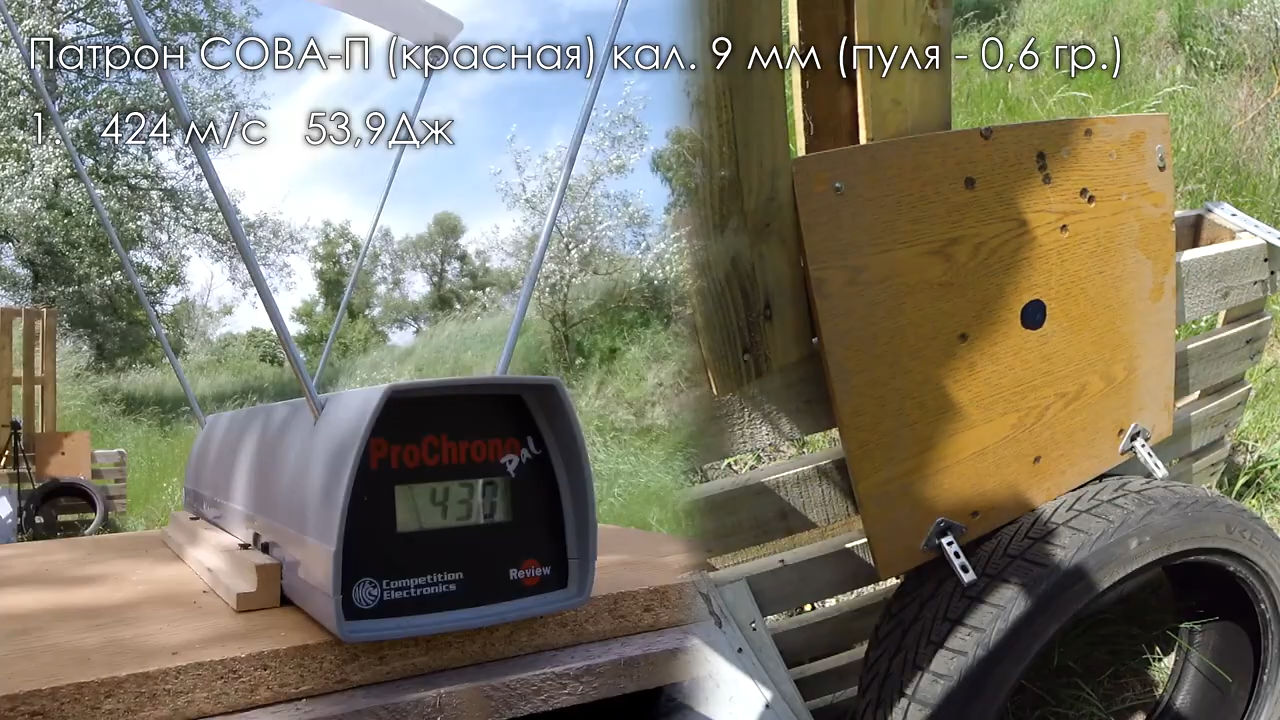 Патрон СОВА-П (красная) кал. 9 мм (пуля - 0,6 гр.)
1. 424 м/с 53,9Дж
ProChrono
Pal
430
Competition
Electronics
Review